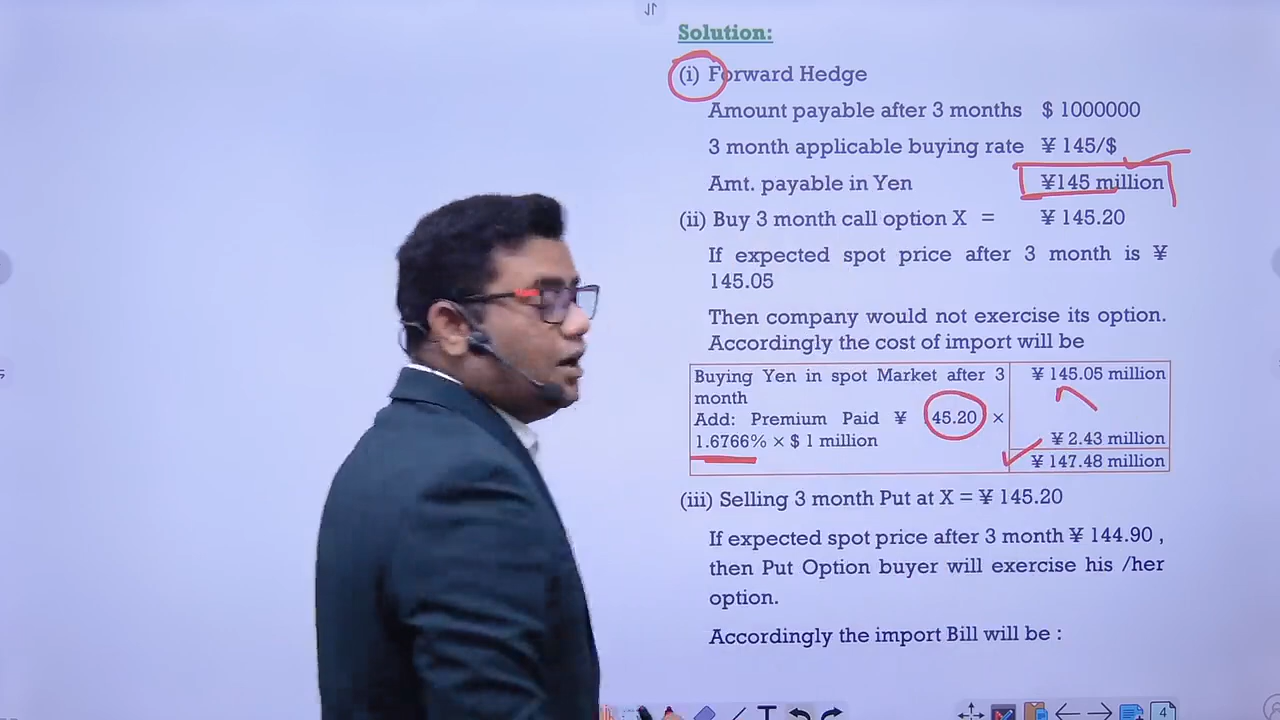 Solution:
(i) Forward Hedge
Amount payable after 3 months $ 1000000
3 month applicable buying rate ¥ 145/$
Amt. payable in Yen ¥145 million
(ii) Buy 3 month call option X = ¥ 145.20
If expected spot price after 3 month is ¥
145.05
Then company would not exercise its option.
Accordingly the cost of import will be
Buying Yen in spot Market after 3 ¥ 145.05 million
month
Add: Premium Paid ¥ 45.20 ×
1.6766% × $ 1 million ¥ 2.43 million
¥ 147.48 million
(iii) Selling 3 month Put at X = ¥ 145.20
If expected spot price after 3 month ¥ 144.90 ,
then Put Option buyer will exercise his /her
option.
Accordingly the import Bill will be :
T
4